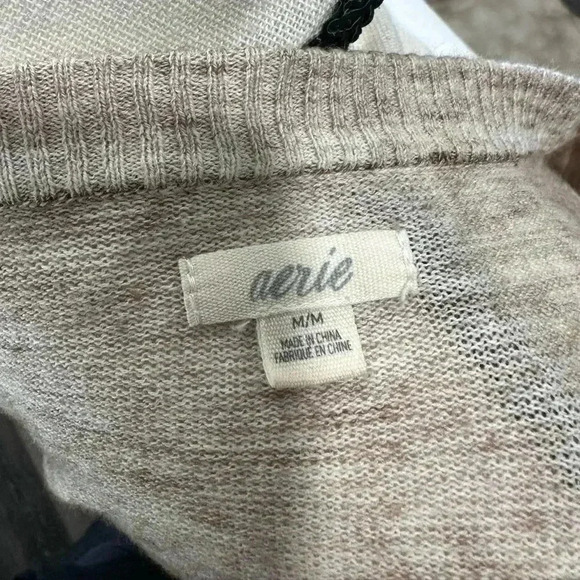 aerie
M/M
MADE IN CHINA
FABRIQUÉ EN CHINE